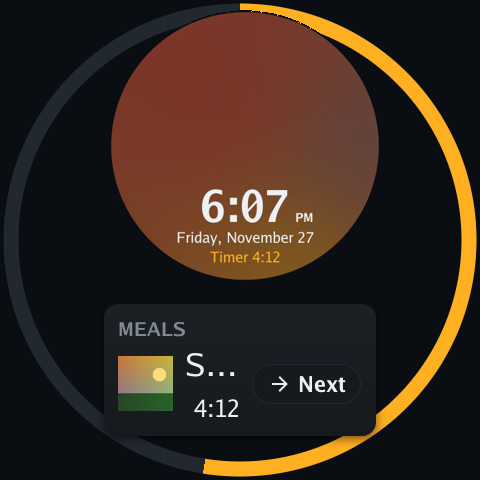 6:07 PM
Friday, November 27
Timer 4:12
MEALS
S...
4:12
→ Next